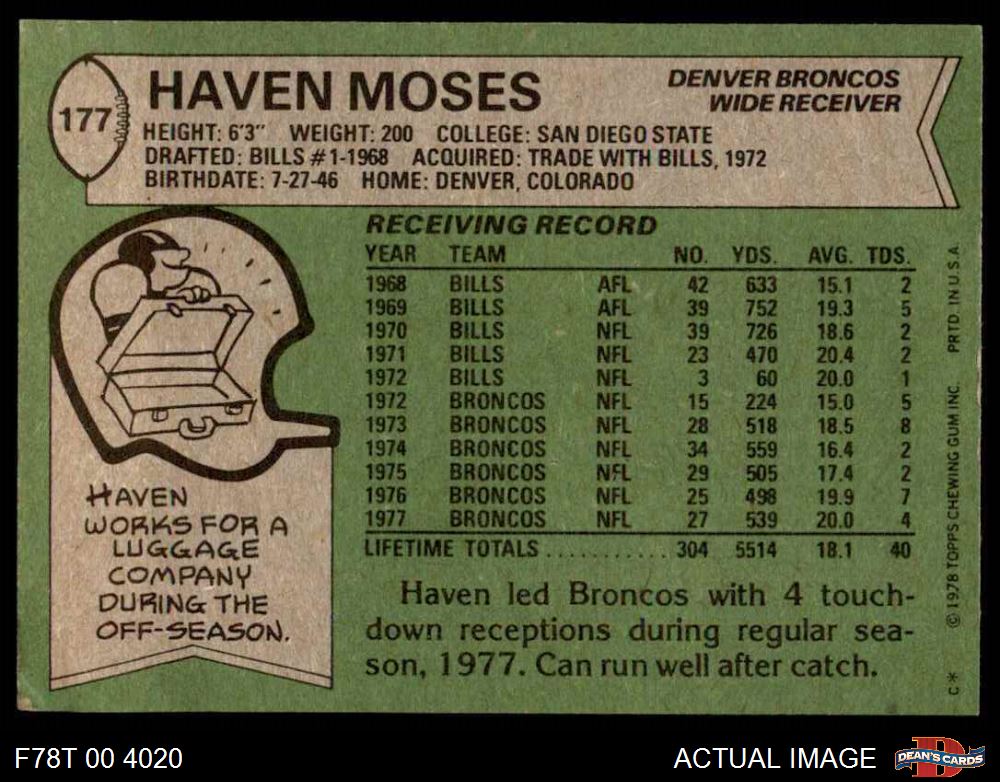 177
HAVEN MOSES
DENVER BRONCOS
WIDE RECEIVER
HEIGHT: 6'3" WEIGHT: 200 COLLEGE: SAN DIEGO STATE
DRAFTED: BILLS #1-1968 ACQUIRED: TRADE WITH BILLS, 1972
BIRTHDATE: 7-27-46 HOME: DENVER, COLORADO
RECEIVING RECORD
YEAR TEAM NO. YDS. AVG. TDS.
1968 BILLS AFL 42 633 15.1 2
1969 BILLS AFL 39 752 19.3 5
1970 BILLS NFL 39 726 18.6 2
1971 BILLS NFL 23 470 20.4 2
1972 BILLS NFL 3 60 20.0 1
1972 BRONCOS NFL 15 224 15.0 5
1973 BRONCOS NFL 28 518 18.5 8
1974 BRONCOS NFL 34 559 16.4 2
1975 BRONCOS NFL 29 505 17.4 2
1976 BRONCOS NFL 25 498 19.9 7
1977 BRONCOS NFL 27 539 20.0 4
LIFETIME TOTALS ........... 304 5514 18.1 40
Haven led Broncos with 4 touch-
down receptions during regular sea-
son, 1977. Can run well after catch.
HAVEN
WORKS FOR A
LUGGAGE
COMPANY
DURING THE
OFF-SEASON.
C* © 1978 TOPPS CHEWING GUM INC. PRTD. IN U.S.A.
F78T 00 4020
ACTUAL IMAGE
D
DEAN'S CARDS